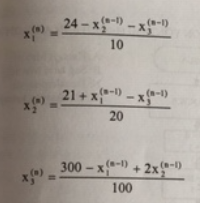 x₁⁽ⁿ⁾ = (24 − x₂⁽ⁿ⁻¹⁾ − x₃⁽ⁿ⁻¹⁾) / 10
x₂⁽ⁿ⁾ = (21 + x₁⁽ⁿ⁻¹⁾ − x₃⁽ⁿ⁻¹⁾) / 20
x₃⁽ⁿ⁾ = (300 − x₁⁽ⁿ⁻¹⁾ + 2x₂⁽ⁿ⁻¹⁾) / 100